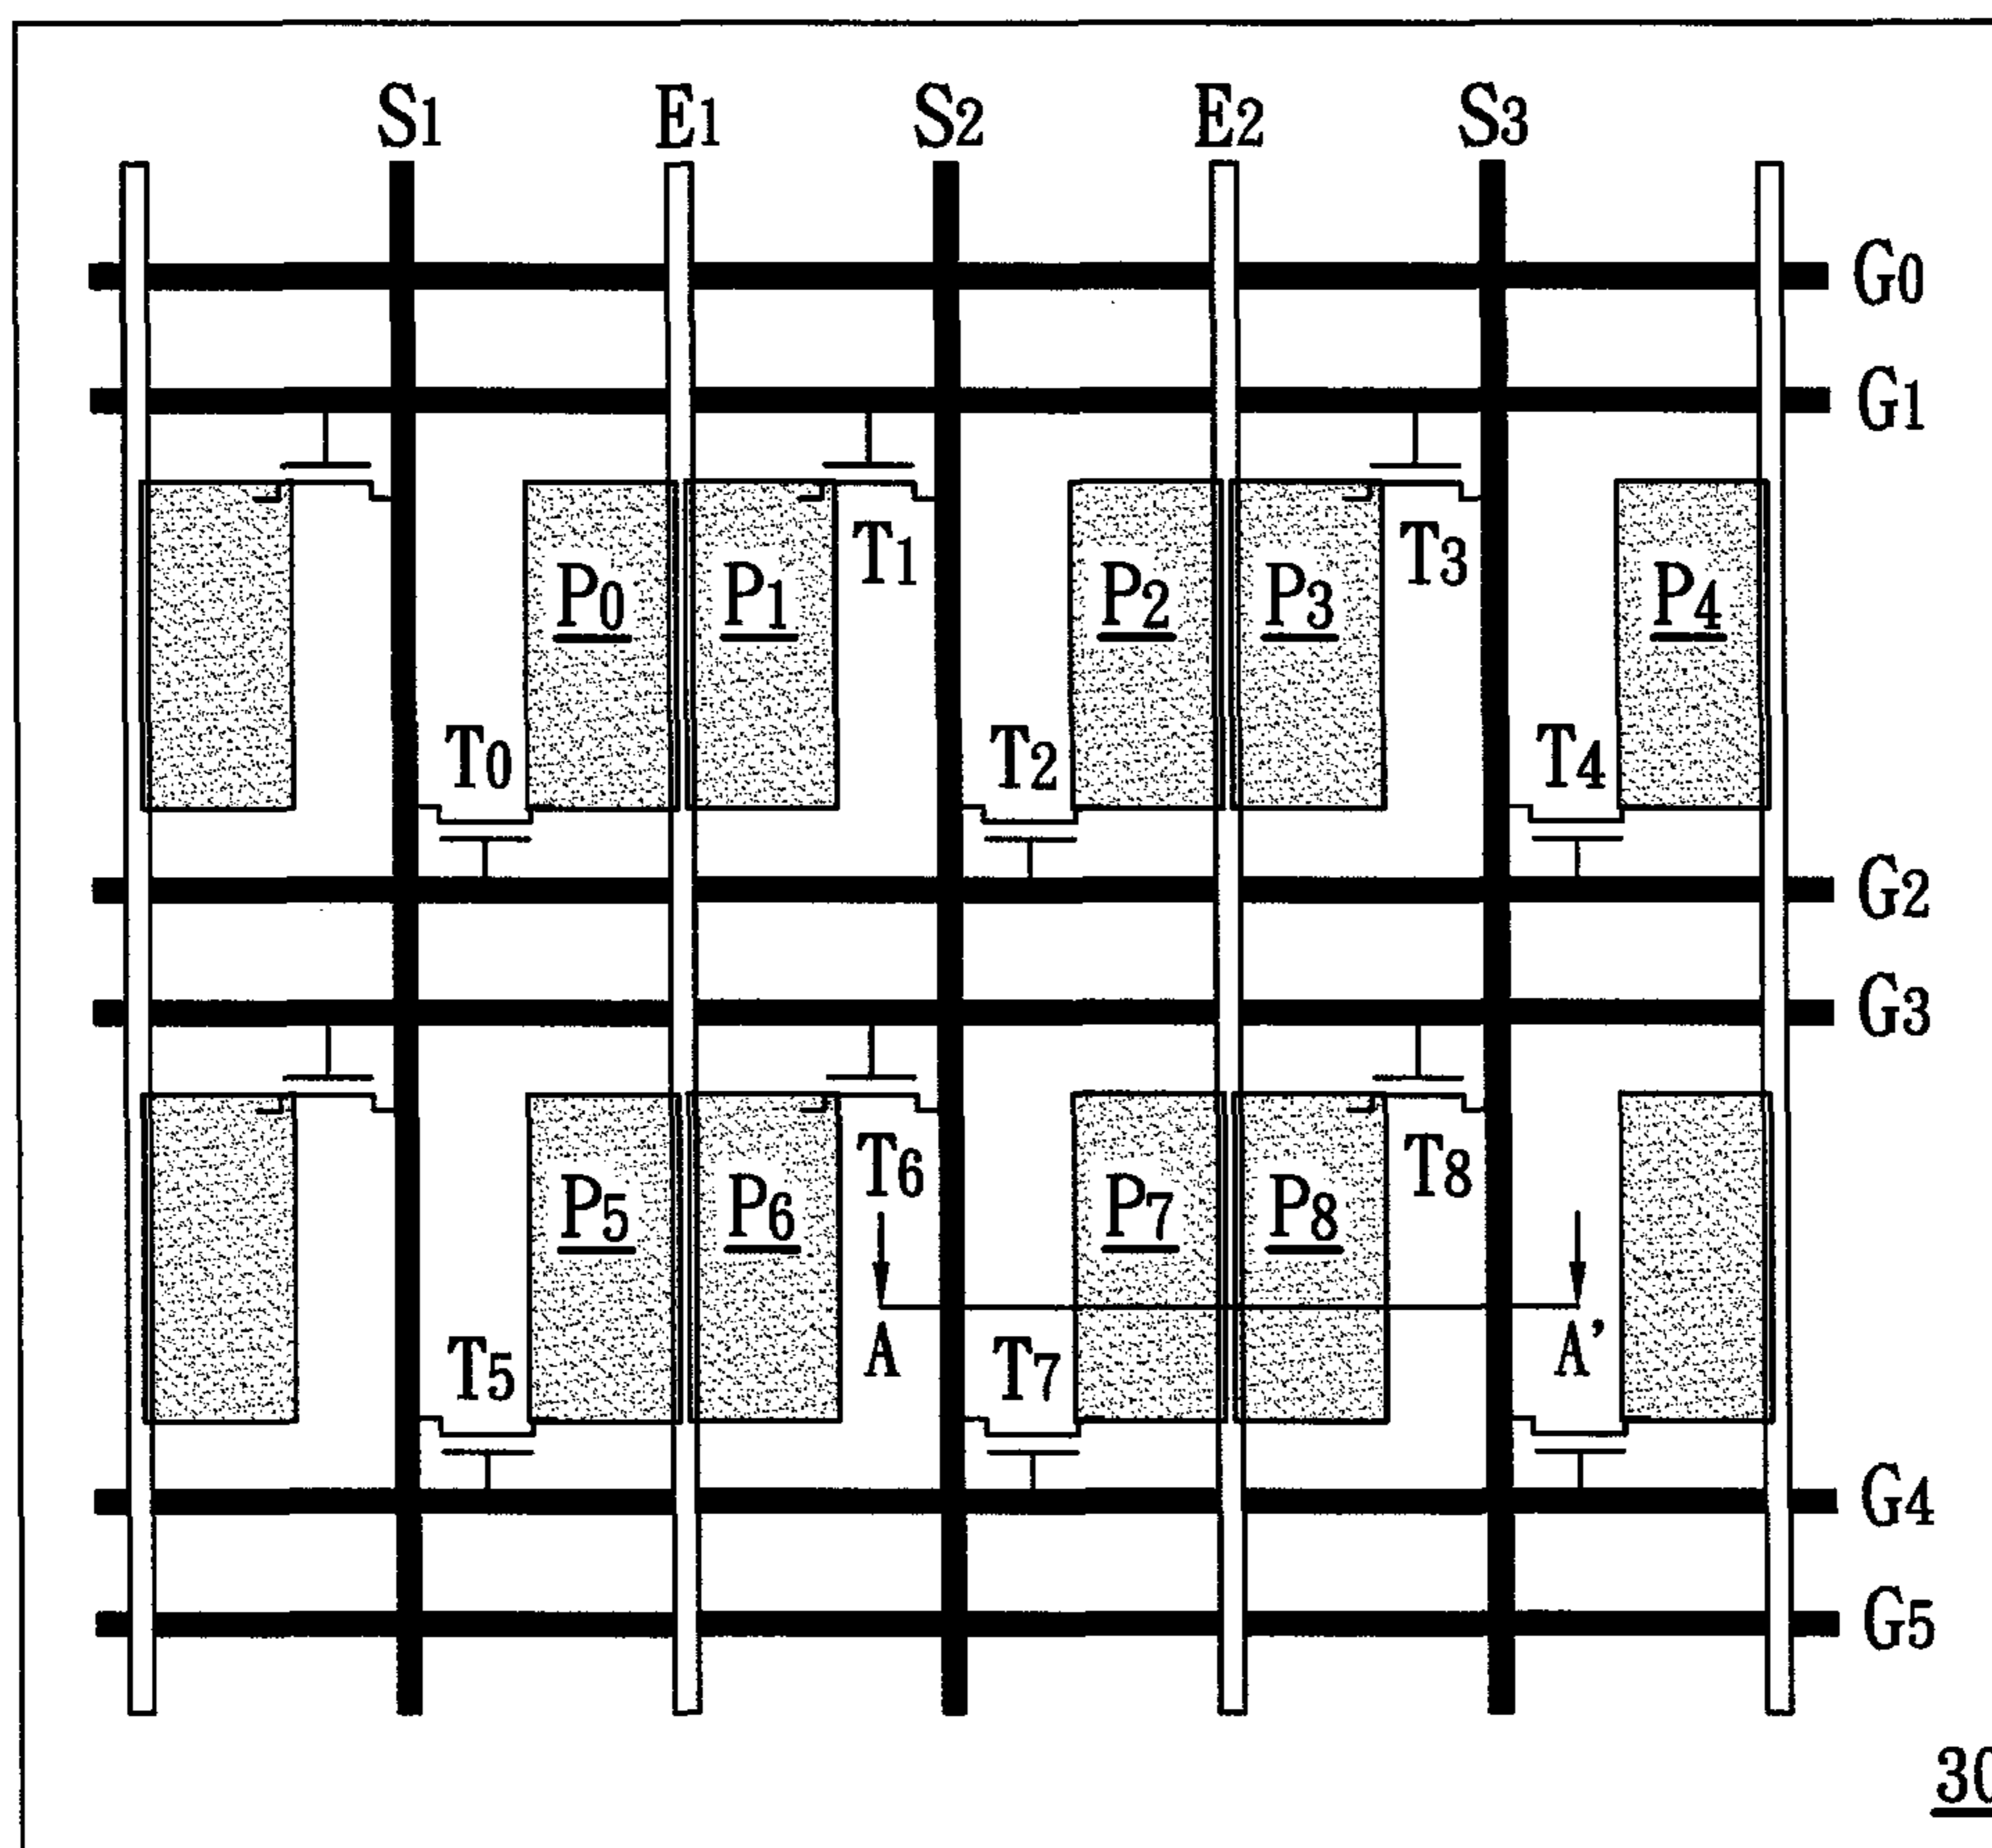 S1 E1 S2 E2 S3
G0
G1
T1 T3
P0 P1 P2 P3 P4
T0 T2 T4
G2
G3
T6 T8
P5 P6 P7 P8
A A’
T5 T7
G4
G5
30